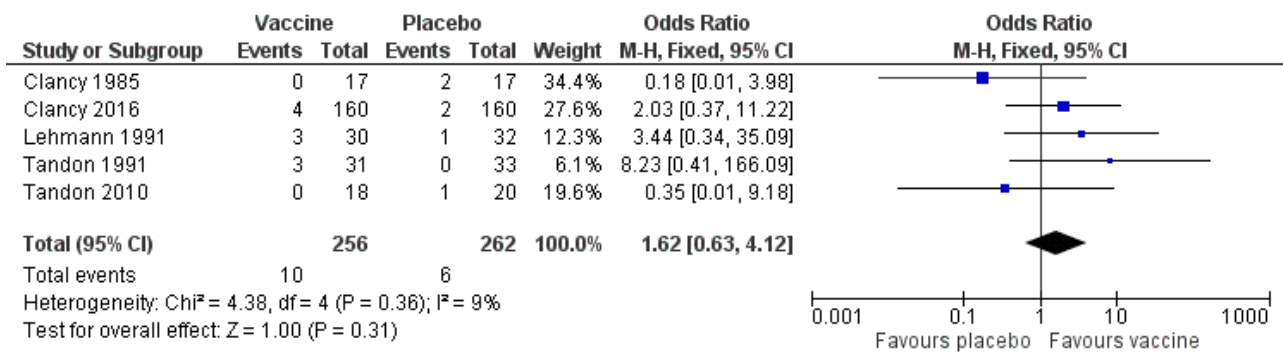 Vaccine Placebo Odds Ratio Odds Ratio
Study or Subgroup Events Total Events Total Weight M-H, Fixed, 95% CI M-H, Fixed, 95% CI
Clancy 1985 0 17 2 17 34.4% 0.18 [0.01, 3.98]
Clancy 2016 4 160 2 160 27.6% 2.03 [0.37, 11.22]
Lehmann 1991 3 30 1 32 12.3% 3.44 [0.34, 35.09]
Tandon 1991 3 31 0 33 6.1% 8.23 [0.41, 166.09]
Tandon 2010 0 18 1 20 19.6% 0.35 [0.01, 9.18]
Total (95% CI) 256 262 100.0% 1.62 [0.63, 4.12]
Total events 10 6
Heterogeneity: Chi² = 4.38, df = 4 (P = 0.36); I² = 9%
Test for overall effect: Z = 1.00 (P = 0.31)
0.001 0.1 1 10 1000
Favours placebo Favours vaccine